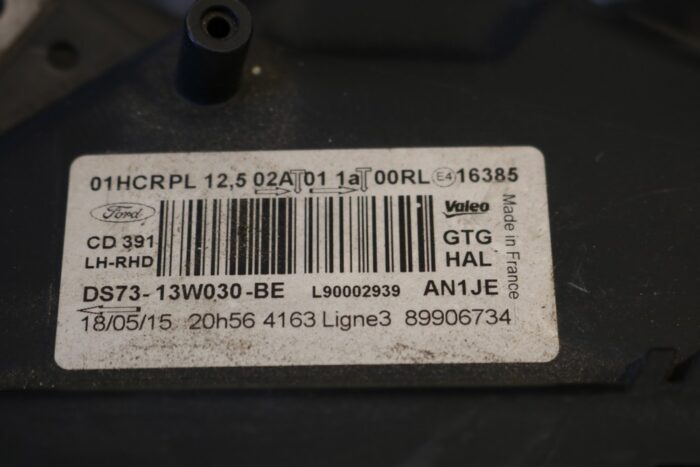 01HCRPL 12,5 02A 01 1a 00RL E4 16385
Ford
Valeo
Made in France
CD 391
GTG
LH-RHD
HAL
DS73-13W030-BE L90002939 AN1JE
18/05/15 20h56 4163 Ligne3 89906734